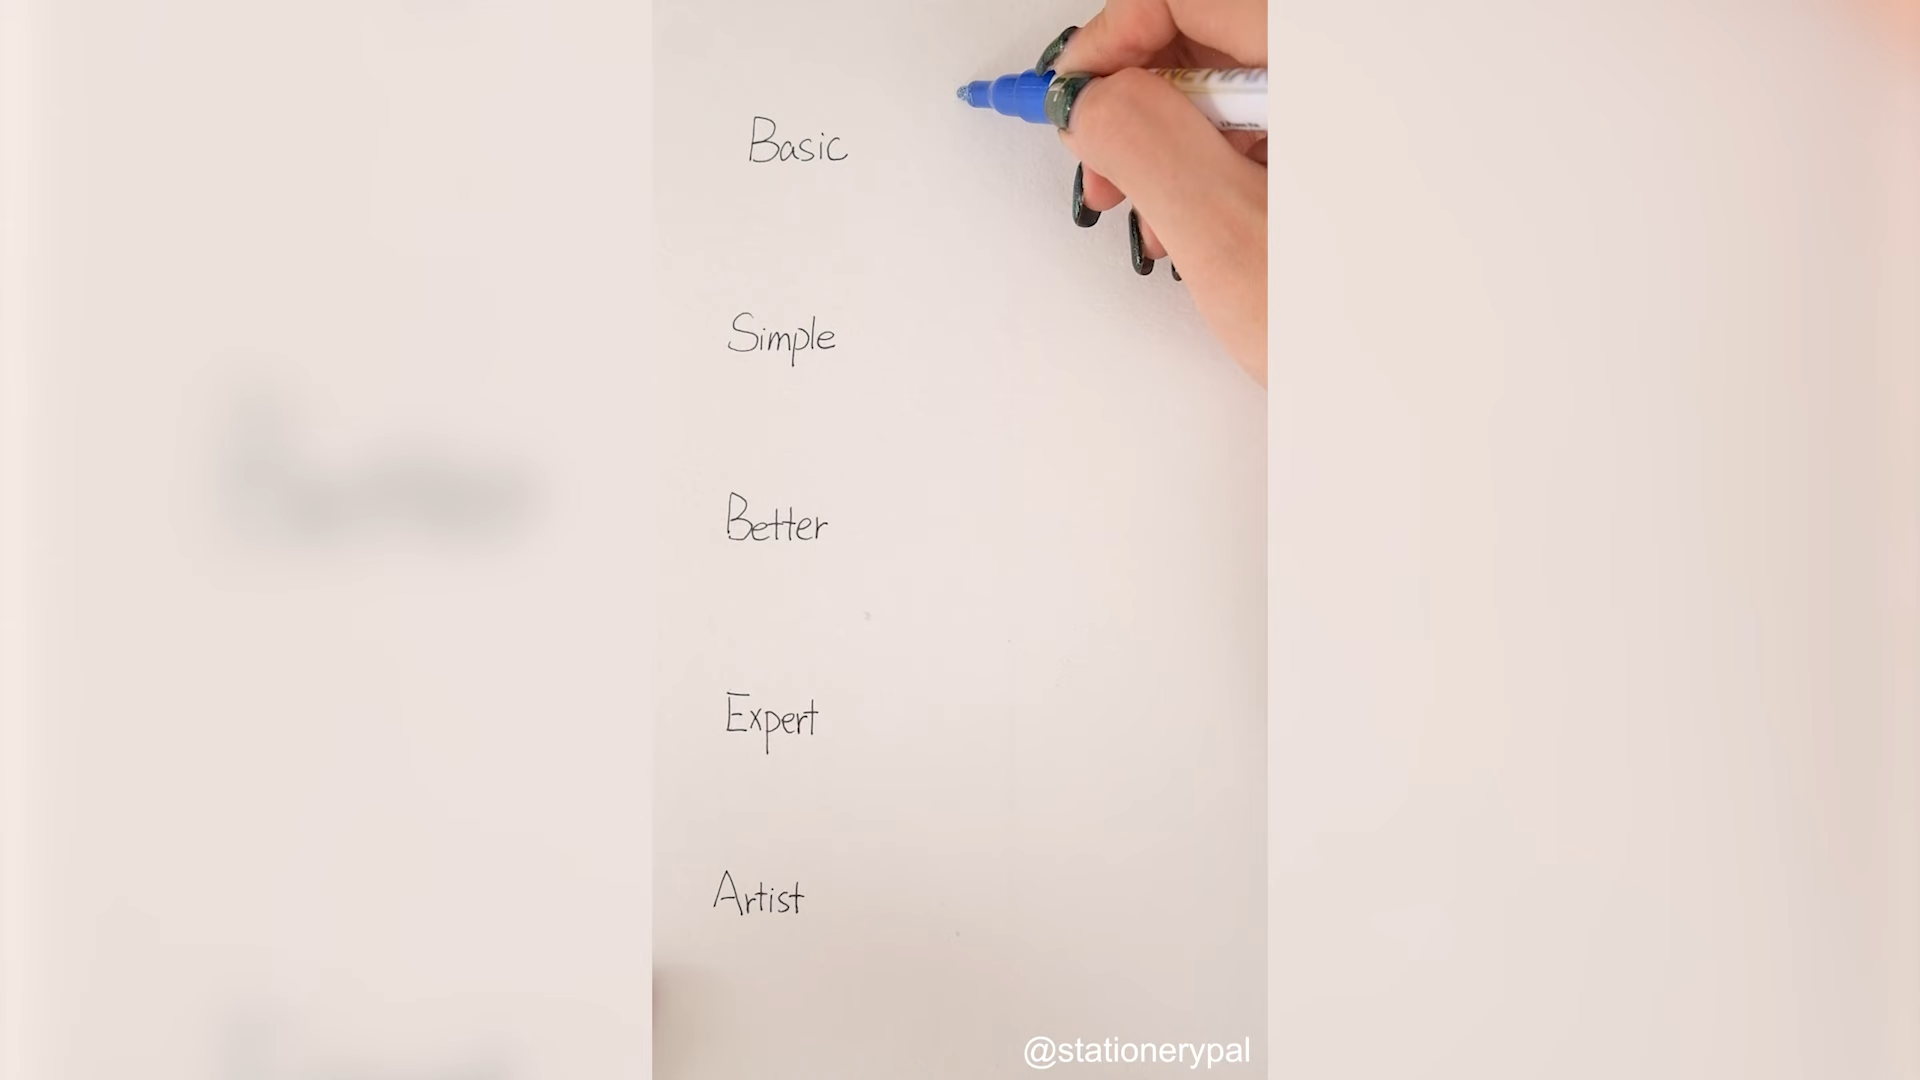 Basic
Simple
Better
Expert
Artist
@stationerypal